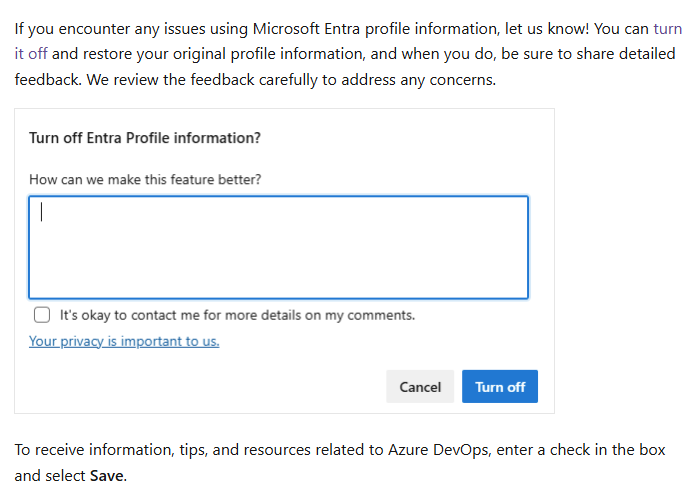 If you encounter any issues using Microsoft Entra profile information, let us know! You can turn
it off and restore your original profile information, and when you do, be sure to share detailed
feedback. We review the feedback carefully to address any concerns.
Turn off Entra Profile information?
How can we make this feature better?
It's okay to contact me for more details on my comments.
Your privacy is important to us.
Cancel
Turn off
To receive information, tips, and resources related to Azure DevOps, enter a check in the box
and select Save.